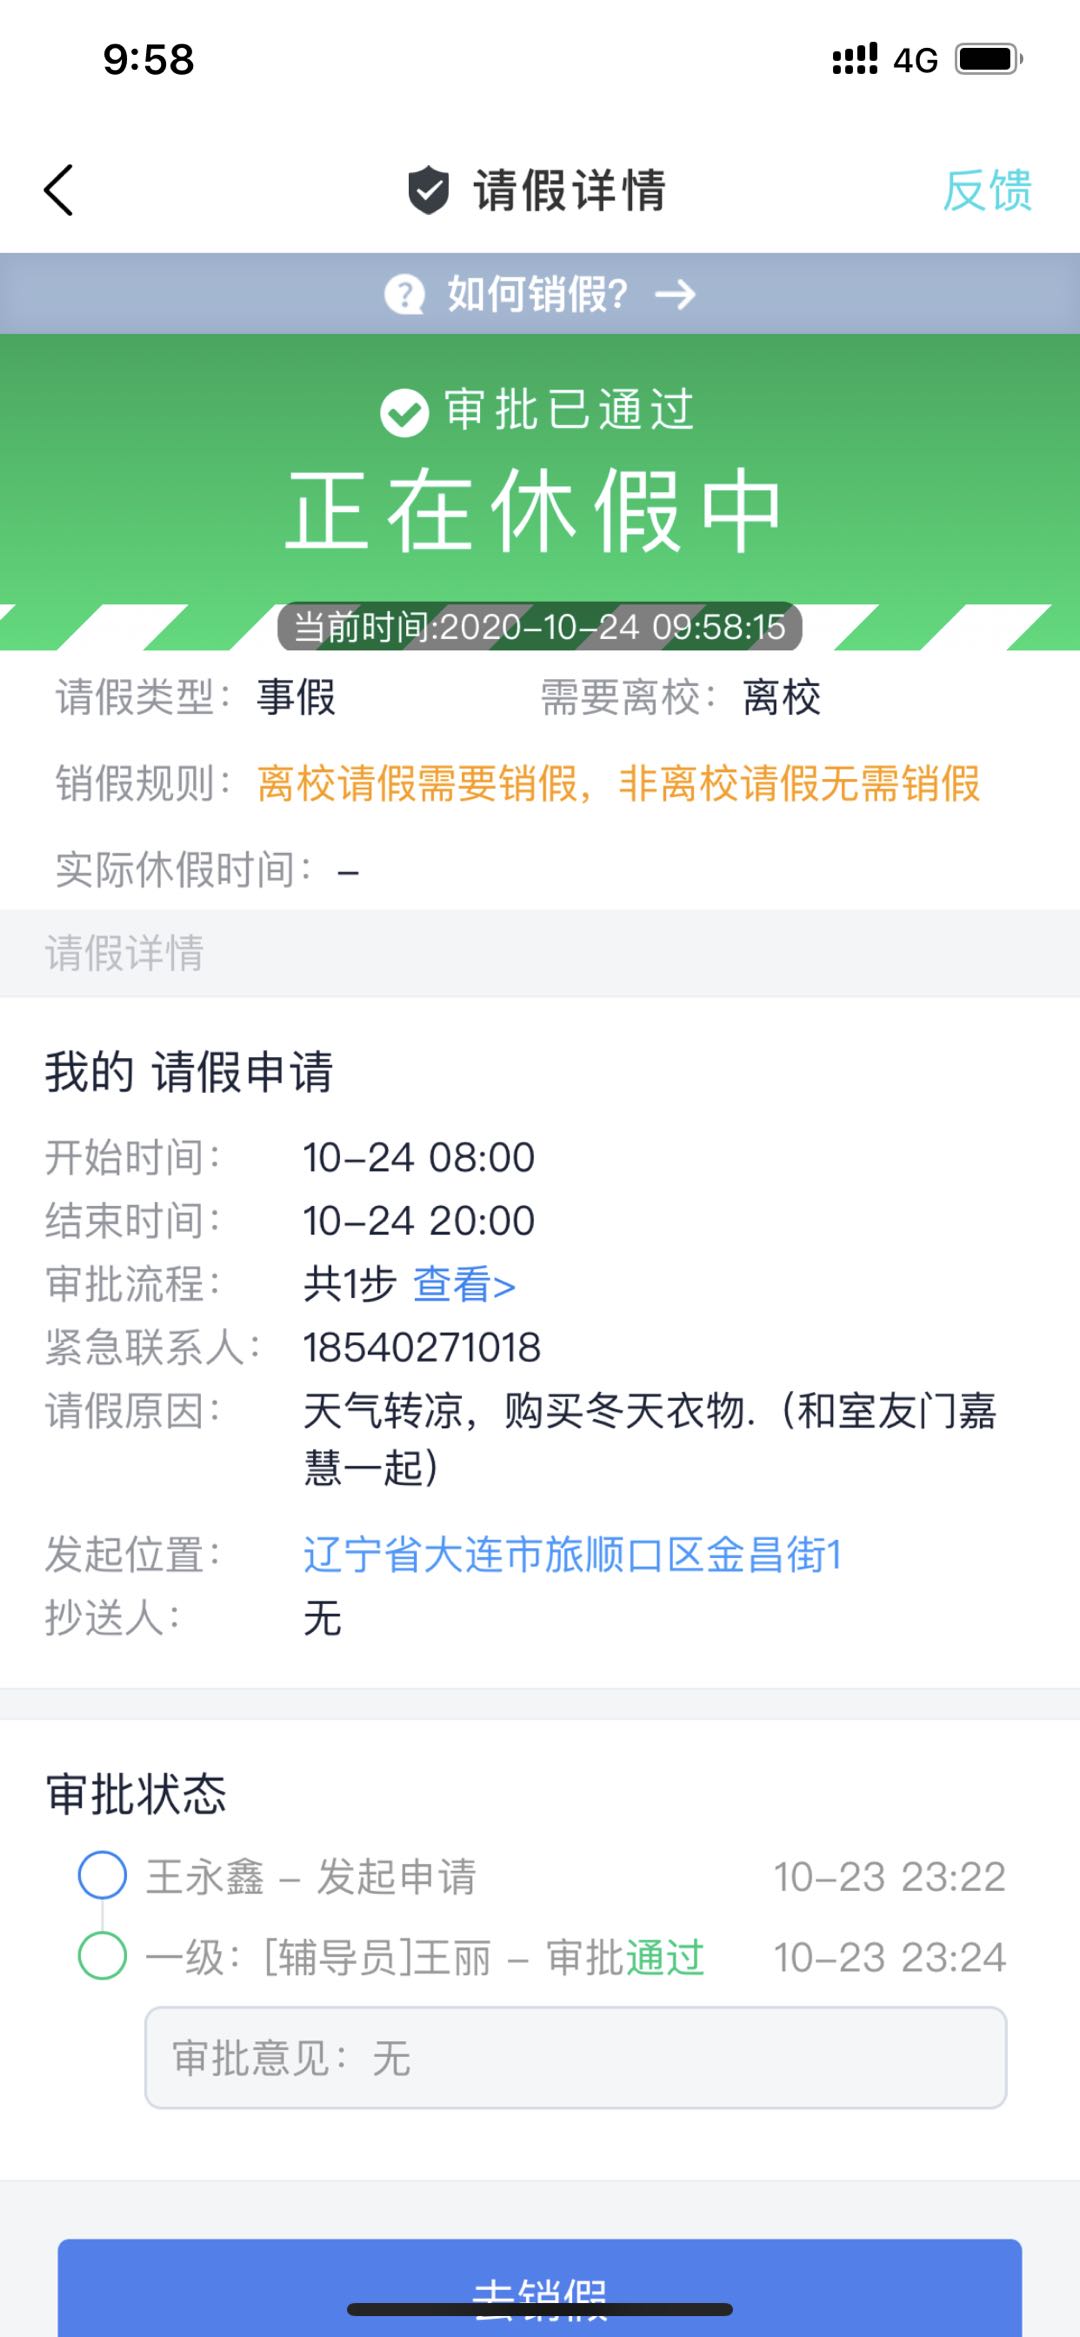 9:58
4G
请假详情
反馈
如何销假?
审批已通过
正在休假中
当前时间:2020-10-24 09:58:15
请假类型：事假 需要离校：离校
销假规则：离校请假需要销假，非离校请假无需销假
实际休假时间：–
请假详情
我的 请假申请
开始时间： 10-24 08:00
结束时间： 10-24 20:00
审批流程： 共1步 查看>
紧急联系人： 18540271018
请假原因： 天气转凉，购买冬天衣物.（和室友门嘉
慧一起）
发起位置： 辽宁省大连市旅顺口区金昌街1
抄送人： 无
审批状态
王永鑫 – 发起申请 10-23 23:22
一级：[辅导员]王丽 – 审批通过 10-23 23:24
审批意见：无
去销假